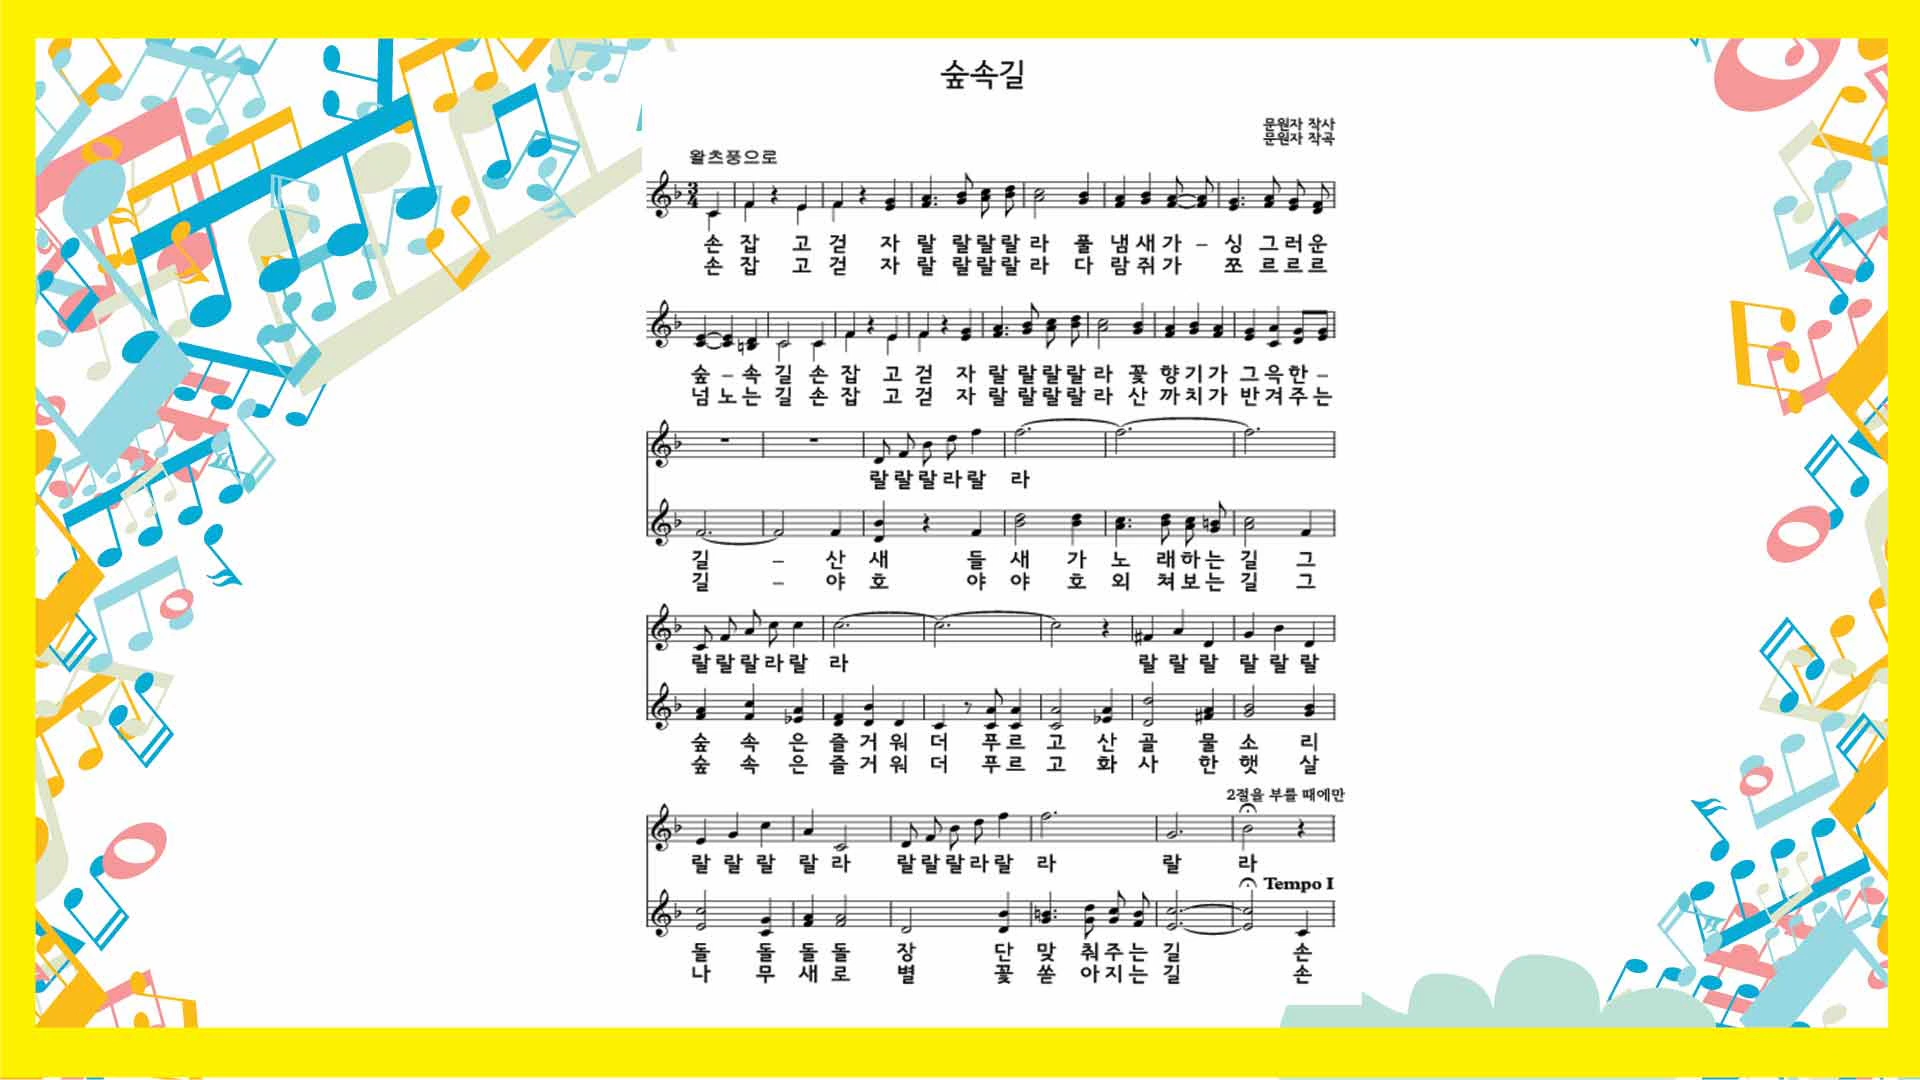 숲속길
문원자 작사
문원자 작곡
왈츠풍으로
손 잡 고 걷 자 랄 랄랄랄 라 풀 냄새가 – 싱 그러운
손 잡 고 걷 자 랄 랄랄랄 라 다 람쥐가 쪼 르르르
숲 – 속 길 손 잡 고 걷 자 랄 랄랄랄 라 꽃 향기가 그윽한 –
넘 노는 길 손 잡 고 걷 자 랄 랄랄랄 라 산 까치가 반겨주는
랄랄랄라랄 라
길 – 산 새 들 새 가 노 래하는 길 그
길 – 야 호 야 야 호 외 쳐보는 길 그
랄랄랄라랄 라 랄 랄 랄 랄 랄 랄
숲 속 은 즐 거 워 더 푸르 고 산 골 물 소 리
숲 속 은 즐 거 워 더 푸르 고 화 사 한 햇 살
2절을 부를 때에만
랄 랄 랄 랄 라 랄랄랄라랄 라 랄 라
Tempo I
돌 돌 돌 돌 장 단 맞 춰주는 길 손
나 무 새 로 별 꽃 쏟 아지는 길 손